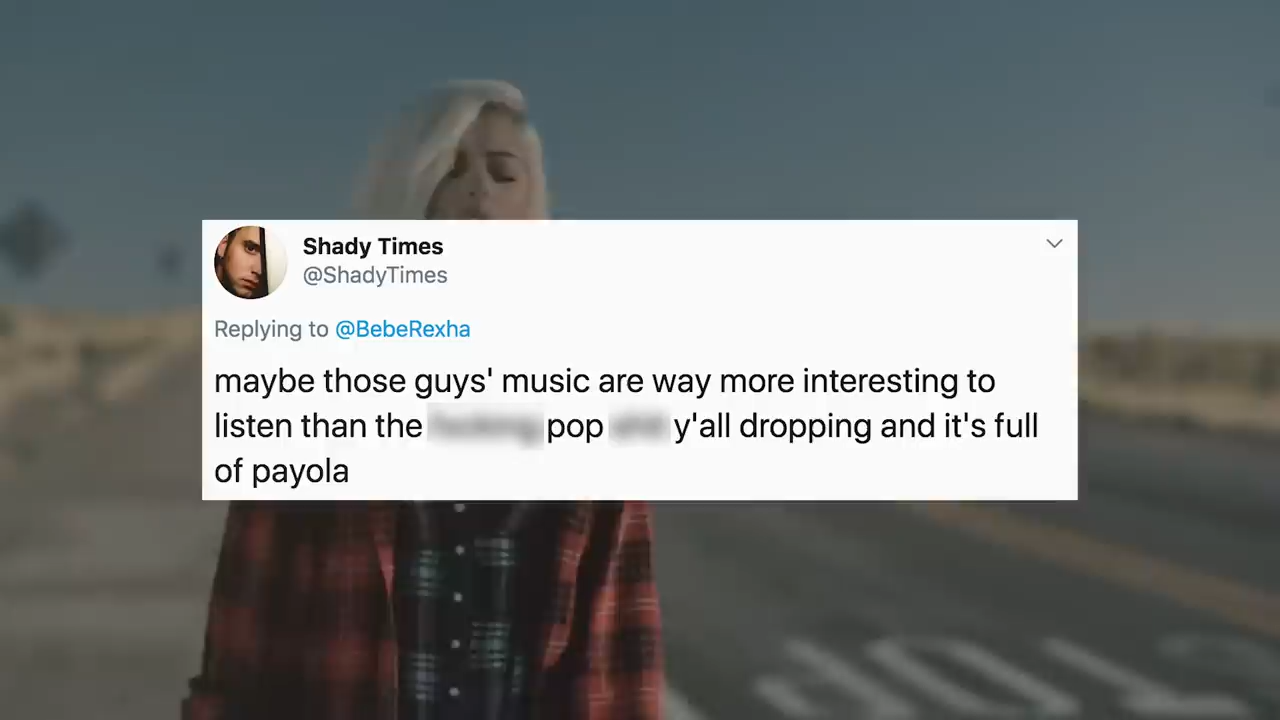 Shady Times
@ShadyTimes
Replying to @BebeRexha
maybe those guys' music are way more interesting to
listen than the pop y'all dropping and it's full
of payola